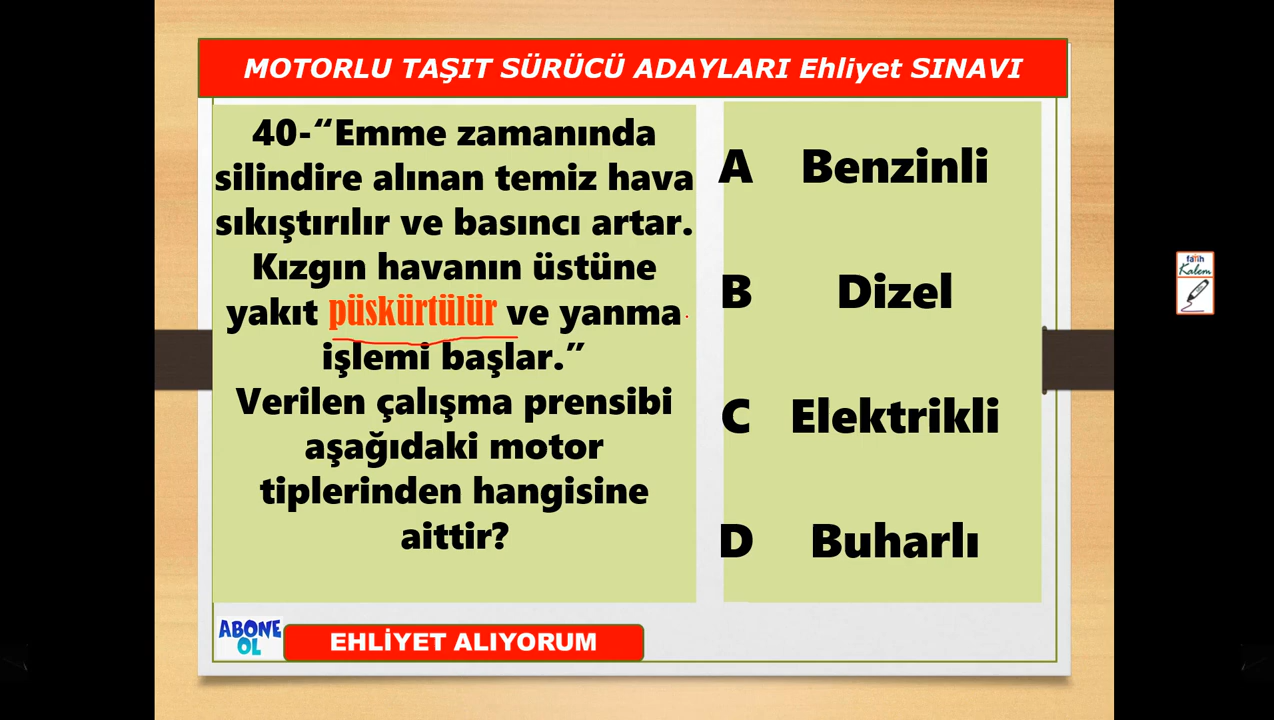 MOTORLU TAŞIT SÜRÜCÜ ADAYLARI Ehliyet SINAVI
40-“Emme zamanında
silindire alınan temiz hava
sıkıştırılır ve basıncı artar.
Kızgın havanın üstüne
yakıt püskürtülür ve yanma
işlemi başlar.”
Verilen çalışma prensibi
aşağıdaki motor
tiplerinden hangisine
aittir?
A Benzinli
B Dizel
C Elektrikli
D Buharlı
fatih
Kalem
ABONE
OL
EHLİYET ALIYORUM